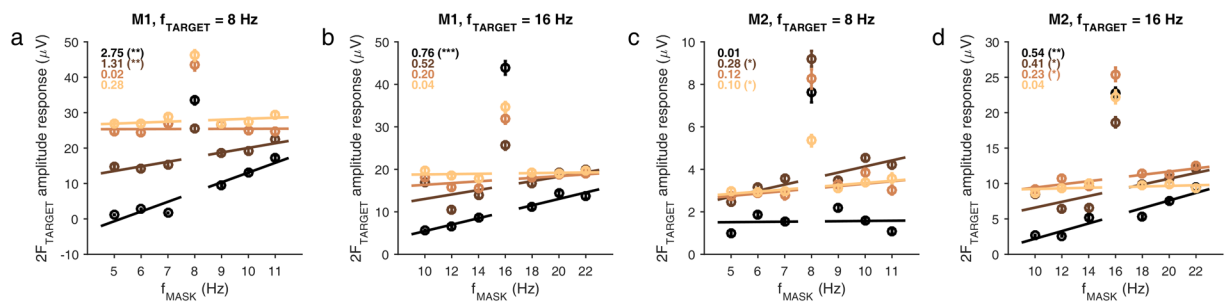 a
M1, fTARGET = 8 Hz
2FTARGET amplitude response (μV)
50
40
30
20
10
0
-10
2.75 (**)
1.31 (**)
0.02
0.28
5 6 7 8 9 10 11
fMASK (Hz)
b
M1, fTARGET = 16 Hz
2FTARGET amplitude response (μV)
50
40
30
20
10
0
0.76 (***)
0.52
0.20
0.04
10 12 14 16 18 20 22
fMASK (Hz)
c
M2, fTARGET = 8 Hz
2FTARGET amplitude response (μV)
10
8
6
4
2
0
0.01
0.28 (*)
0.12
0.10 (*)
5 6 7 8 9 10 11
fMASK (Hz)
d
M2, fTARGET = 16 Hz
2FTARGET amplitude response (μV)
30
25
20
15
10
5
0
0.54 (**)
0.41 (*)
0.23 (*)
0.04
10 12 14 16 18 20 22
fMASK (Hz)